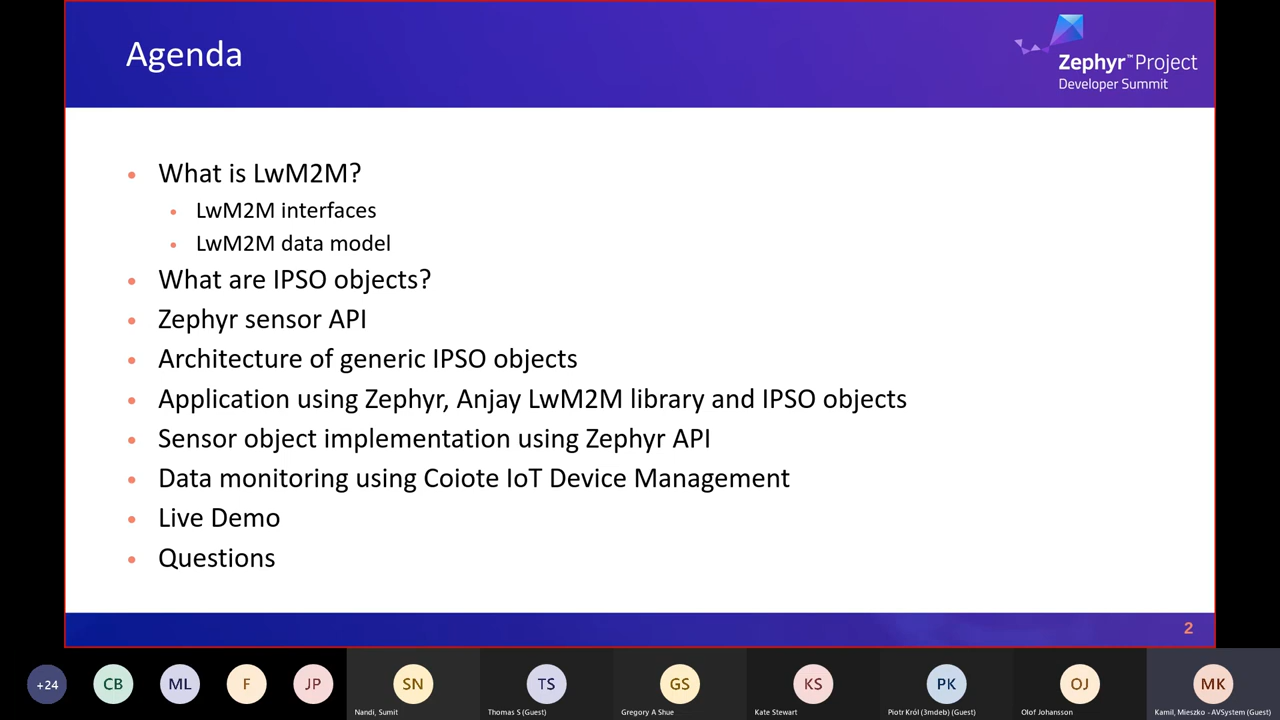 Agenda
Zephyr™Project
Developer Summit
• What is LwM2M?
• LwM2M interfaces
• LwM2M data model
• What are IPSO objects?
• Zephyr sensor API
• Architecture of generic IPSO objects
• Application using Zephyr, Anjay LwM2M library and IPSO objects
• Sensor object implementation using Zephyr API
• Data monitoring using Coiote IoT Device Management
• Live Demo
• Questions
2
+24
CB
ML
F
JP
SN
Nandi, Sumit
TS
Thomas S (Guest)
GS
Gregory A Shue
KS
Kate Stewart
PK
Piotr Król (3mdeb) (Guest)
OJ
Olof Johansson
MK
Kamil, Mieszko - AVSystem (Guest)